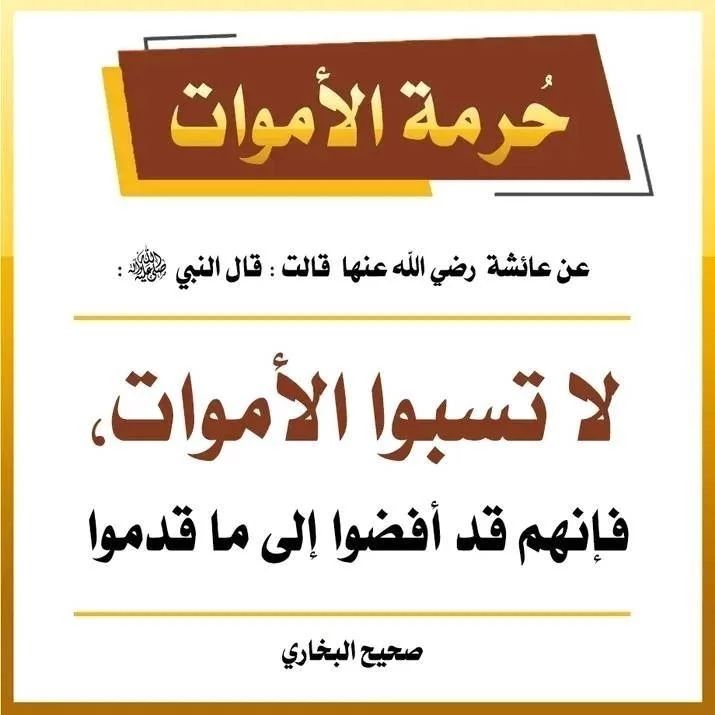 حُرمة الأموات
عن عائشة رضي الله عنها قالت : قال النبي ﷺ :
لا تسبوا الأموات،
فإنهم قد أفضوا إلى ما قدموا
صحيح البخاري